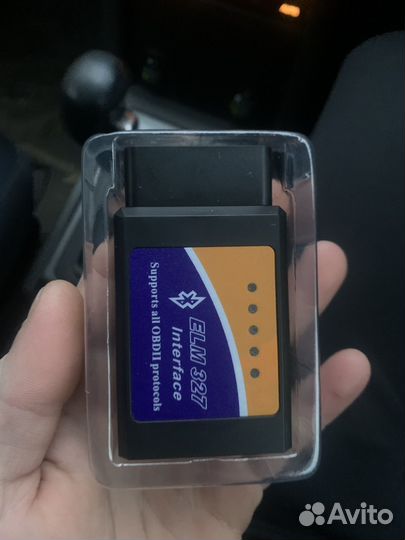 ELM 327
Interface
Supports all OBDII protocols
Avito